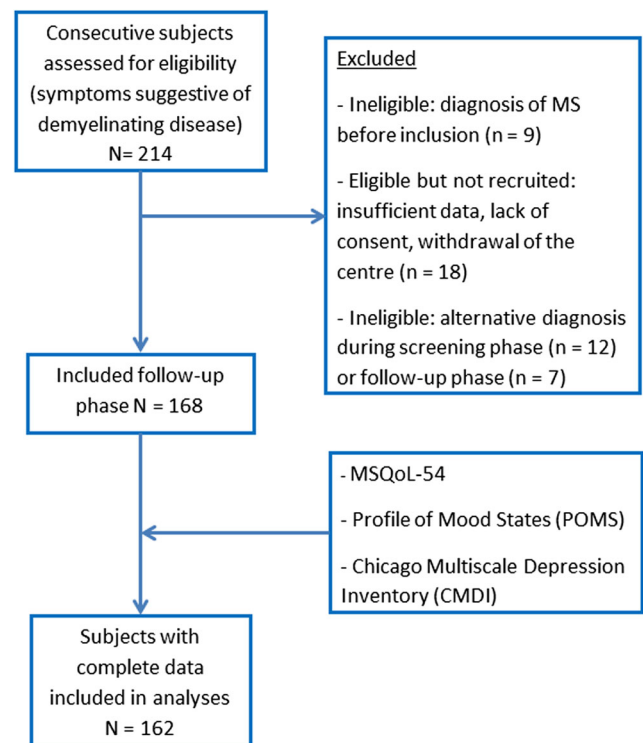 Consecutive subjects
assessed for eligibility
(symptoms suggestive of
demyelinating disease)
N= 214
Excluded
- Ineligible: diagnosis of MS
before inclusion (n = 9)
- Eligible but not recruited:
insufficient data, lack of
consent, withdrawal of the
centre (n = 18)
- Ineligible: alternative diagnosis
during screening phase (n = 12)
or follow-up phase (n = 7)
Included follow-up
phase N = 168
- MSQoL-54
- Profile of Mood States (POMS)
- Chicago Multiscale Depression
Inventory (CMDI)
Subjects with
complete data
included in analyses
N = 162